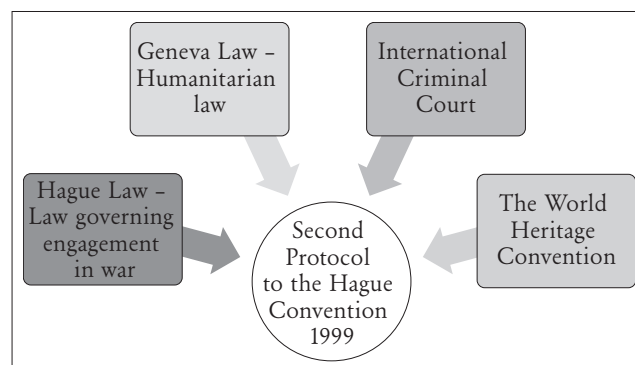 Geneva Law –
Humanitarian
law
International
Criminal
Court
Hague Law –
Law governing
engagement
in war
Second
Protocol
to the Hague
Convention
1999
The World
Heritage
Convention